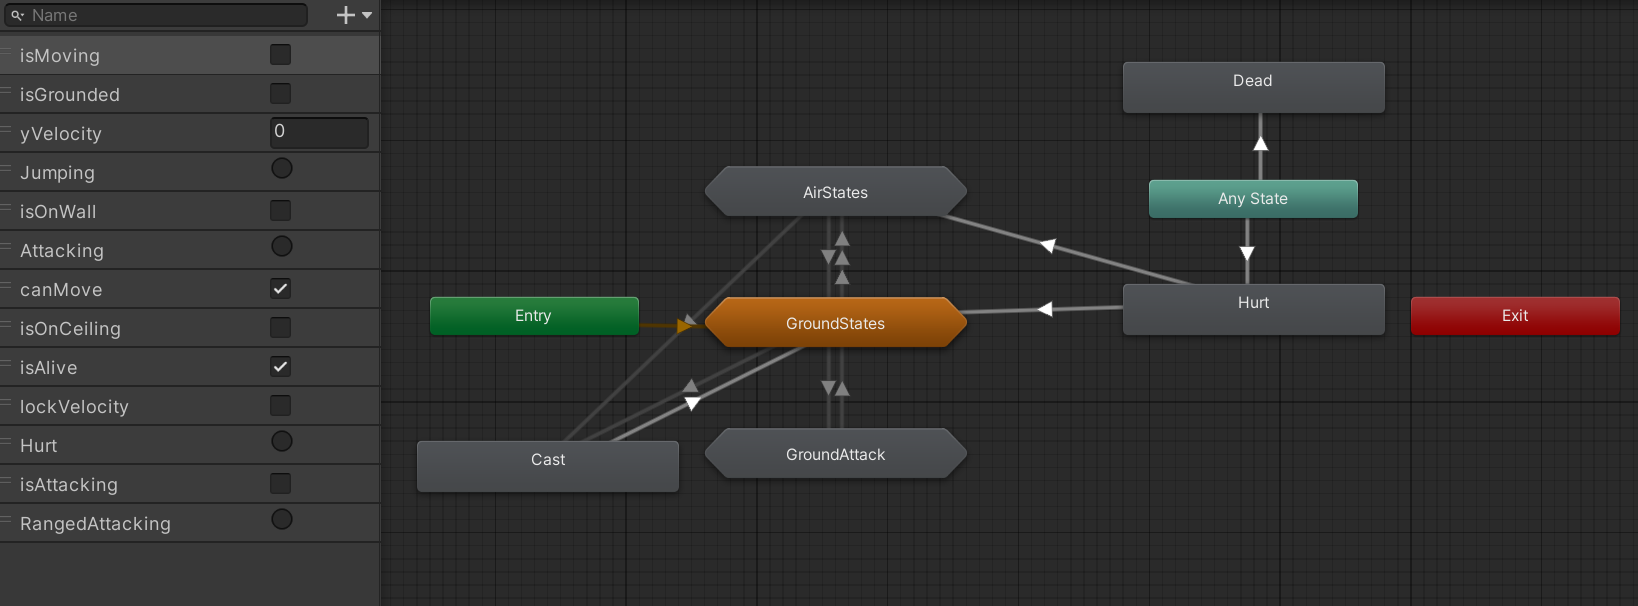 Name
isMoving
isGrounded
yVelocity
0
Jumping
isOnWall
Attacking
canMove
isOnCeiling
isAlive
lockVelocity
Hurt
isAttacking
RangedAttacking
Dead
AirStates
Any State
Entry
GroundStates
Hurt
Exit
Cast
GroundAttack